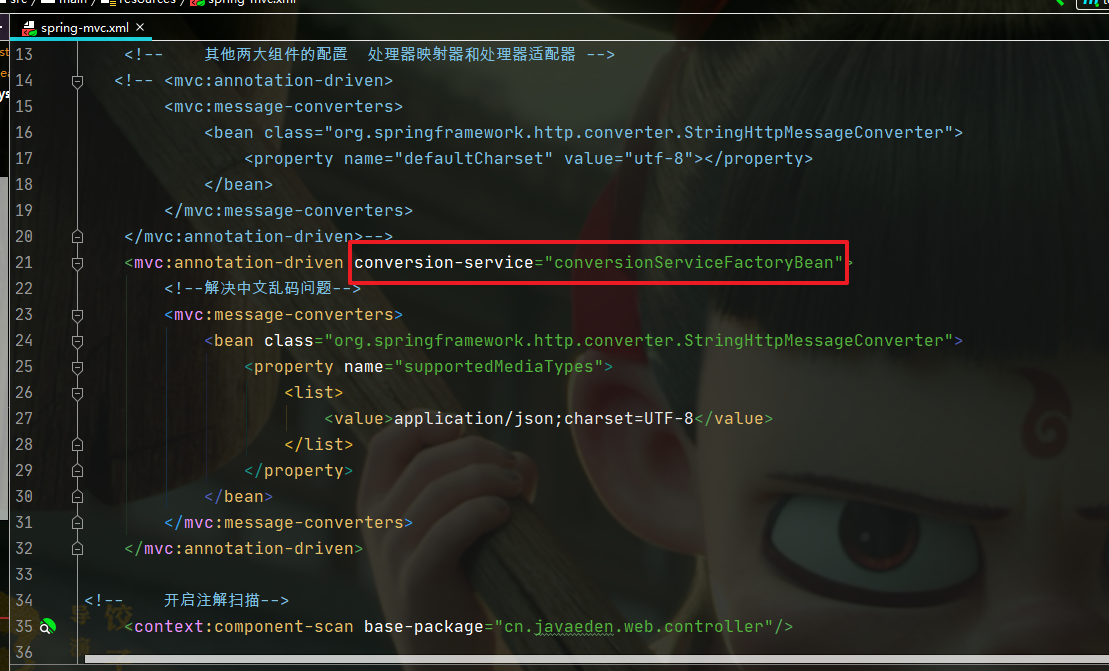 spring-mvc.xml
13 <!-- 其他两大组件的配置 处理器映射器和处理器适配器 -->
14 <!-- <mvc:annotation-driven>
15 <mvc:message-converters>
16 <bean class="org.springframework.http.converter.StringHttpMessageConverter">
17 <property name="defaultCharset" value="utf-8"></property>
18 </bean>
19 </mvc:message-converters>
20 </mvc:annotation-driven>-->
21 <mvc:annotation-driven conversion-service="conversionServiceFactoryBean">
22 <!--解决中文乱码问题-->
23 <mvc:message-converters>
24 <bean class="org.springframework.http.converter.StringHttpMessageConverter">
25 <property name="supportedMediaTypes">
26 <list>
27 <value>application/json;charset=UTF-8</value>
28 </list>
29 </property>
30 </bean>
31 </mvc:message-converters>
32 </mvc:annotation-driven>
33
34 <!-- 开启注解扫描-->
35 <context:component-scan base-package="cn.javaeden.web.controller"/>
36